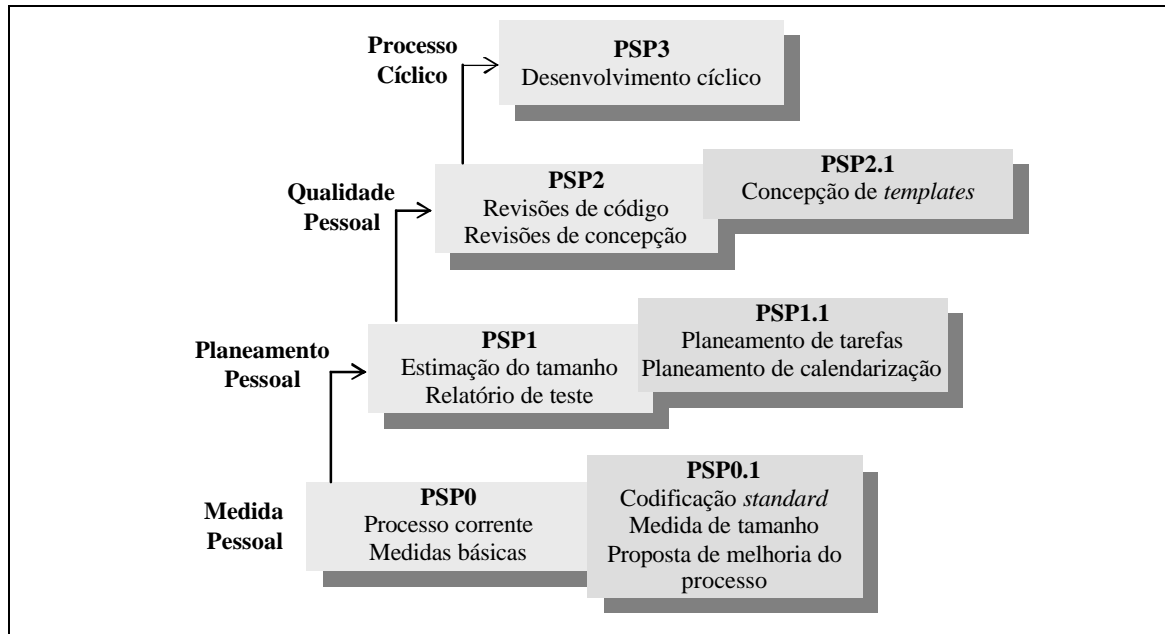 Processo
Cíclico
PSP3
Desenvolvimento cíclico
Qualidade
Pessoal
PSP2
Revisões de código
Revisões de concepção
PSP2.1
Concepção de templates
Planeamento
Pessoal
PSP1
Estimação do tamanho
Relatório de teste
PSP1.1
Planeamento de tarefas
Planeamento de calendarização
Medida
Pessoal
PSP0
Processo corrente
Medidas básicas
PSP0.1
Codificação standard
Medida de tamanho
Proposta de melhoria do
processo